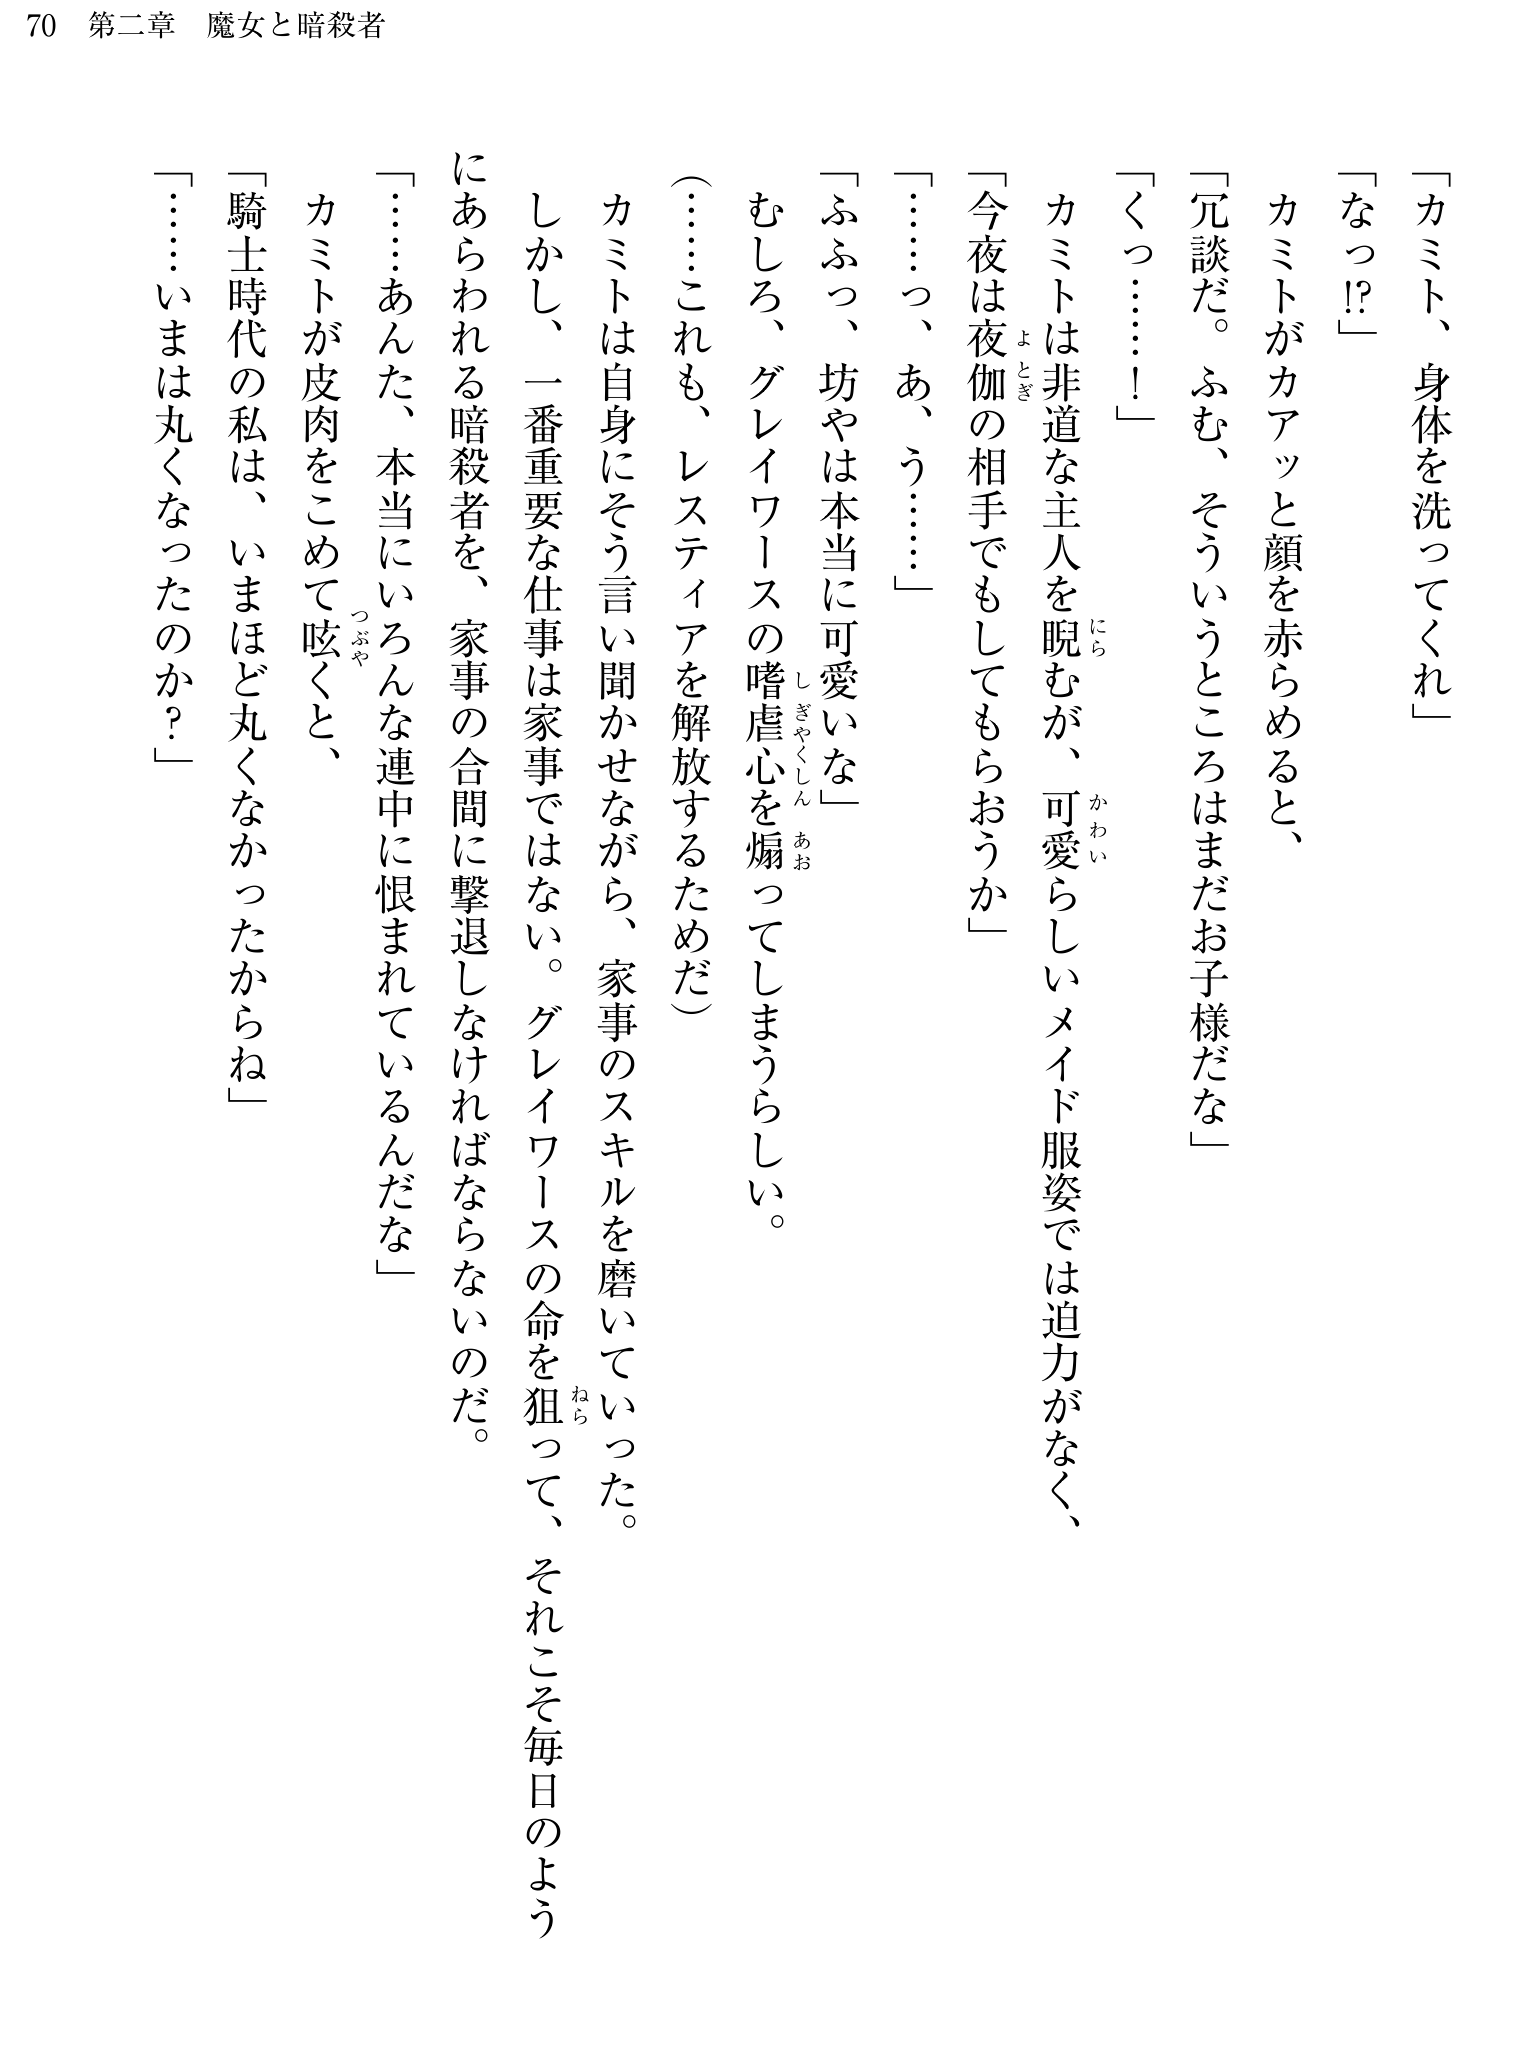 70　第二章　魔女と暗殺者
「カミト、身体を洗ってくれ」
「なっ!?」
　カミトがカアッと顔を赤らめると、
「冗談だ。ふむ、そういうところはまだお子様だな」
「くっ……！」
　カミトは非道な主人を睨むが、可愛らしいメイド服姿では迫力がなく、
「今夜は夜伽の相手でもしてもらおうか」
「……っ、あ、う……」
「ふふっ、坊やは本当に可愛いな」
　むしろ、グレイワースの嗜虐心を煽ってしまうらしい。
（……これも、レスティアを解放するためだ）
　カミトは自身にそう言い聞かせながら、家事のスキルを磨いていった。
　しかし、一番重要な仕事は家事ではない。グレイワースの命を狙って、それこそ毎日のよう
にあらわれる暗殺者を、家事の合間に撃退しなければならないのだ。
「……あんた、本当にいろんな連中に恨まれているんだな」
　カミトが皮肉をこめて呟くと、
「騎士時代の私は、いまほど丸くなかったからね」
「……いまは丸くなったのか？」